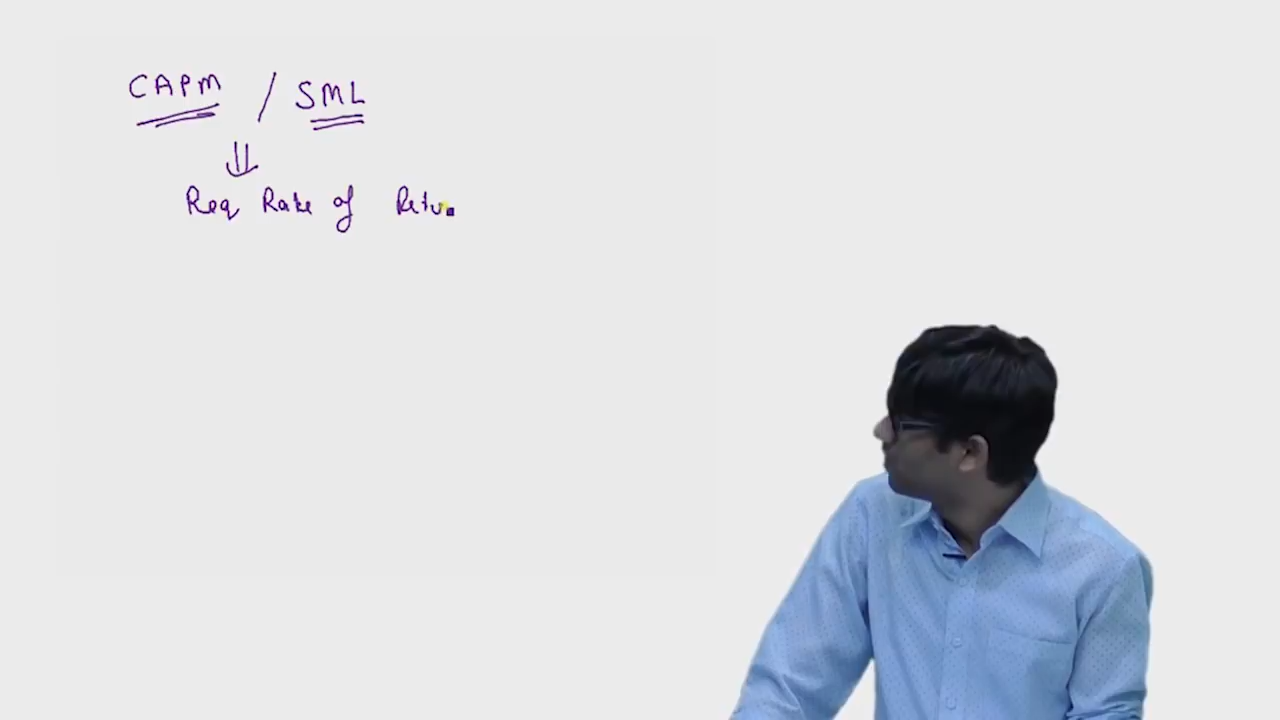 CAPM / SML
Req Rate of Retu